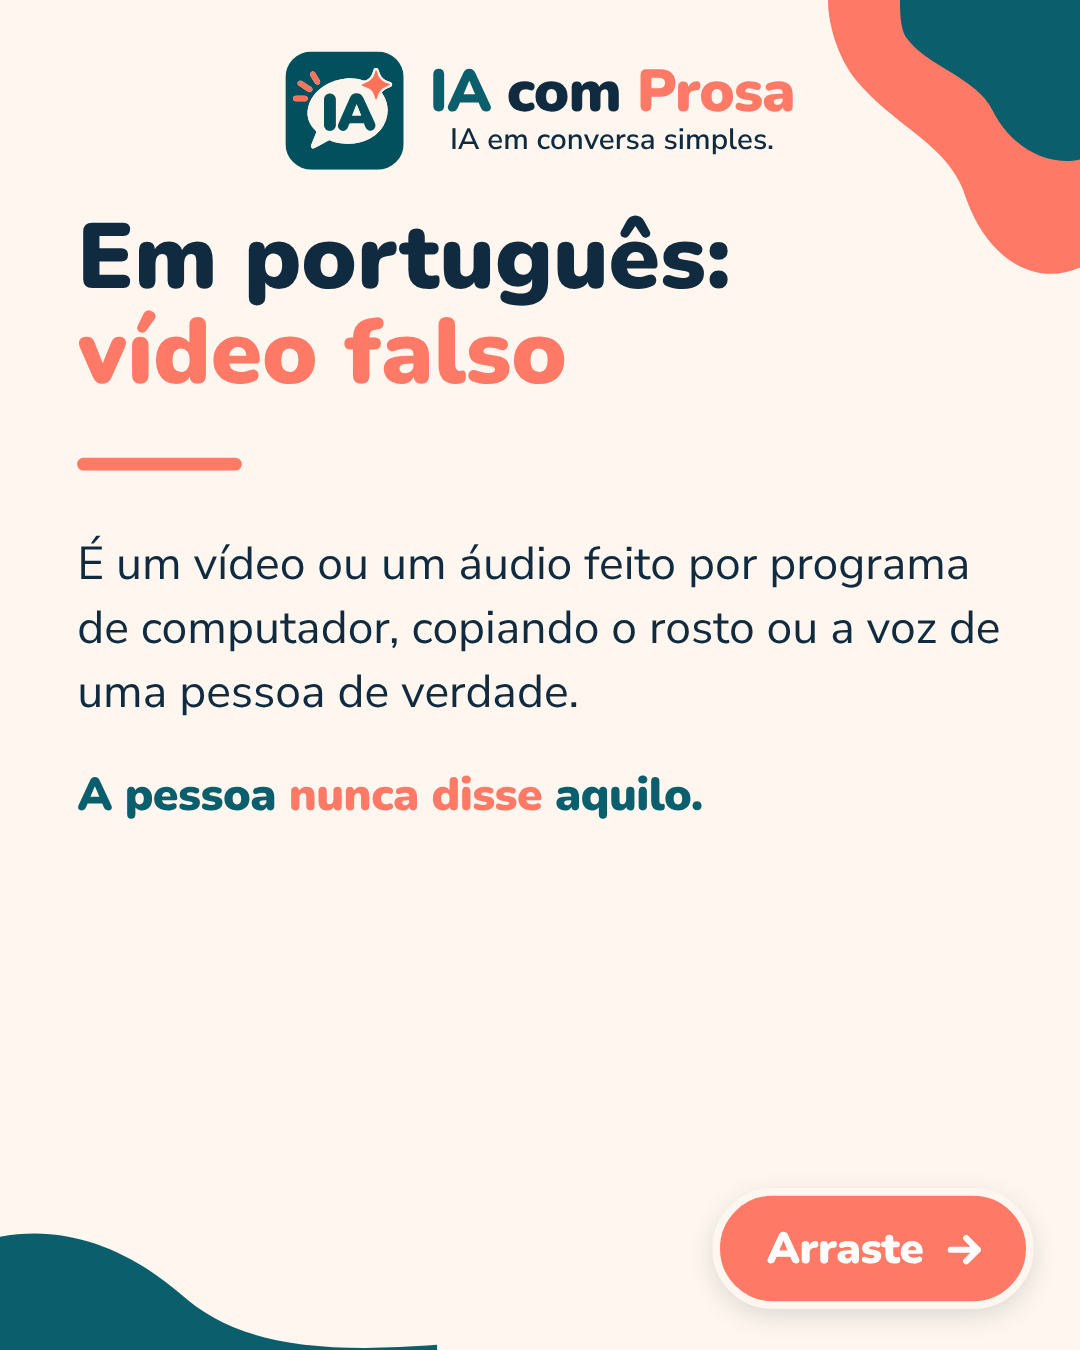 IA
IA com Prosa
IA em conversa simples.
Em português:
vídeo falso
É um vídeo ou um áudio feito por programa
de computador, copiando o rosto ou a voz de
uma pessoa de verdade.
A pessoa nunca disse aquilo.
Arraste →